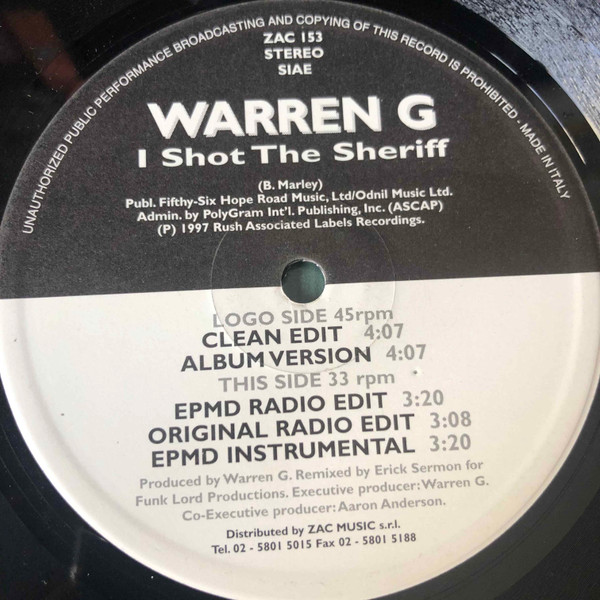 UNAUTHORIZED PUBLIC PERFORMANCE BROADCASTING AND COPYING OF THIS RECORD IS PROHIBITED - MADE IN ITALY
ZAC 153
STEREO
SIAE
WARREN G
I Shot The Sheriff
(B. Marley)
Publ. Fifthy-Six Hope Road Music, Ltd/Odnil Music Ltd.
Admin. by PolyGram Int'l. Publishing, Inc. (ASCAP)
(P) 1997 Rush Associated Labels Recordings.
LOGO SIDE 45rpm
CLEAN EDIT 4:07
ALBUM VERSION 4:07
THIS SIDE 33 rpm
EPMD RADIO EDIT 3:20
ORIGINAL RADIO EDIT 3:08
EPMD INSTRUMENTAL 3:20
Produced by Warren G. Remixed by Erick Sermon for
Funk Lord Productions. Executive producer: Warren G.
Co-Executive producer: Aaron Anderson.
Distributed by ZAC MUSIC s.r.l.
Tel. 02 - 5801 5015 Fax 02 - 5801 5188